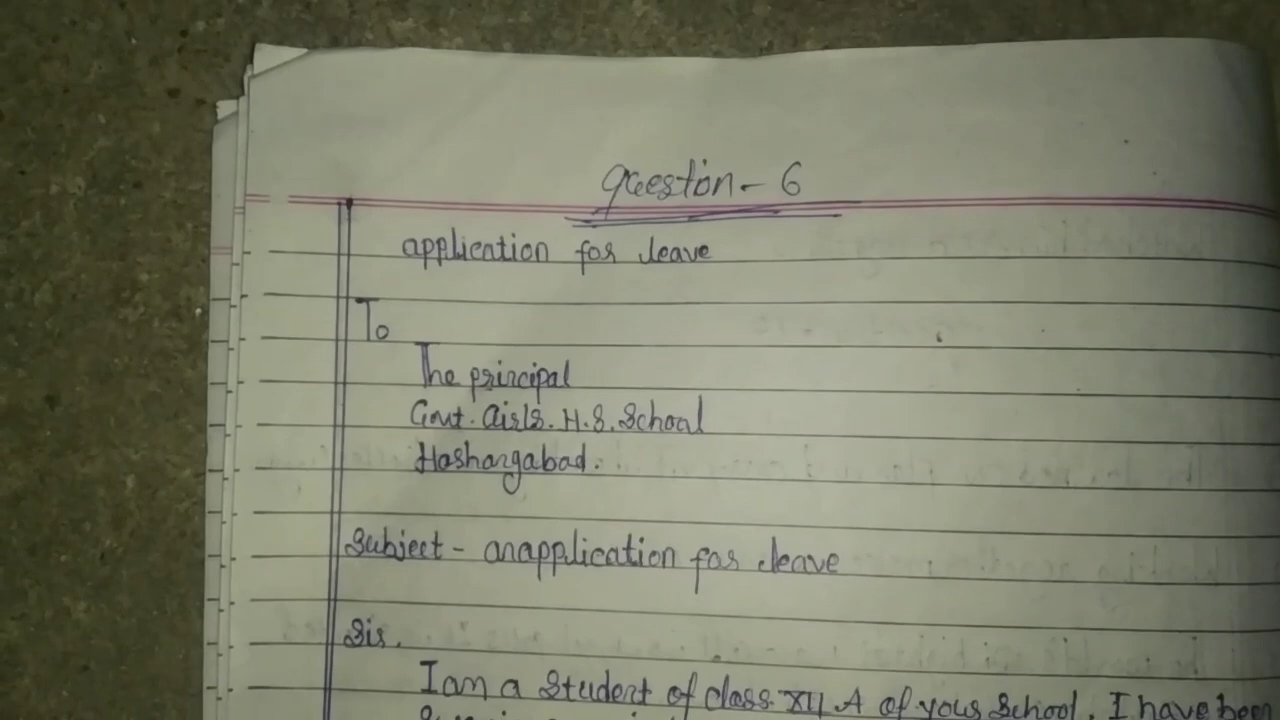 Question - 6
application for leave
To
The principal
Govt. Girls. H.S. School
Hoshangabad.
Subject - an application for leave
Sir.
I am a Student of class XII A of your School. I have been